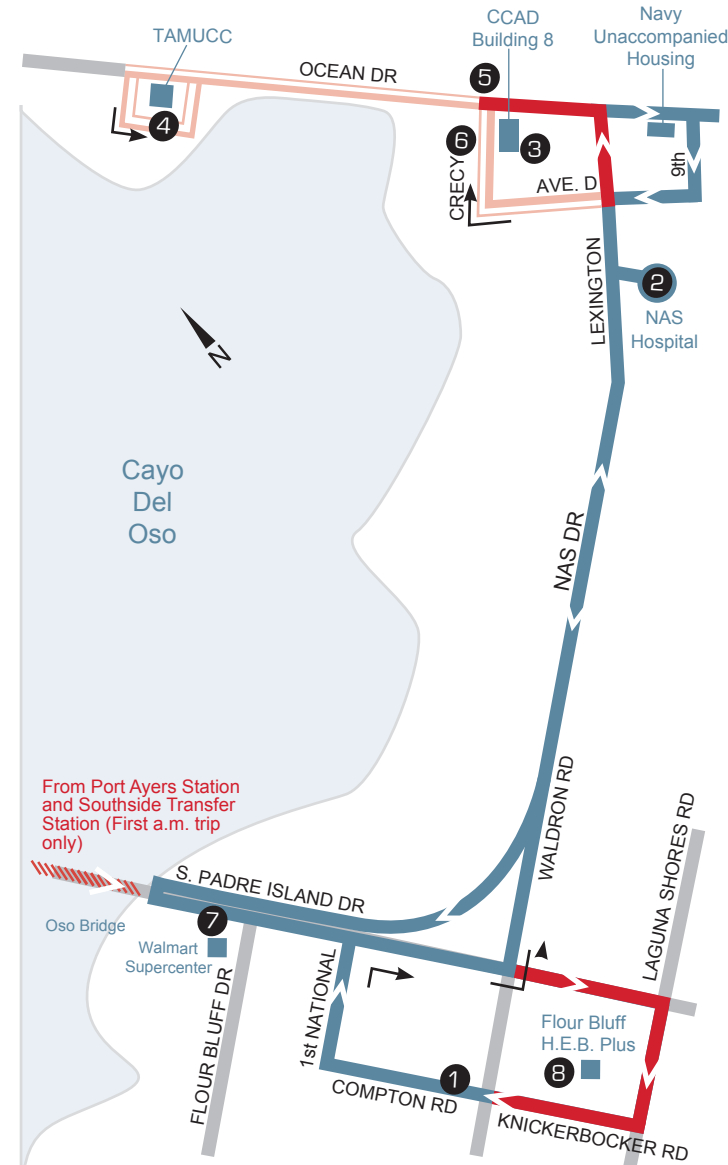 TAMUCC
CCAD
Building 8
Navy
Unaccompanied
Housing
OCEAN DR
5
4
6
3
CRECY
AVE. D
9th
LEXINGTON
2
NAS
Hospital
N
Cayo
Del
Oso
NAS DR
From Port Ayers Station
and Southside Transfer
Station (First a.m. trip
only)
S. PADRE ISLAND DR
WALDRON RD
LAGUNA SHORES RD
Oso Bridge
7
Walmart
Supercenter
FLOUR BLUFF DR
1st NATIONAL
Flour Bluff
H.E.B. Plus
8
1
COMPTON RD
KNICKERBOCKER RD